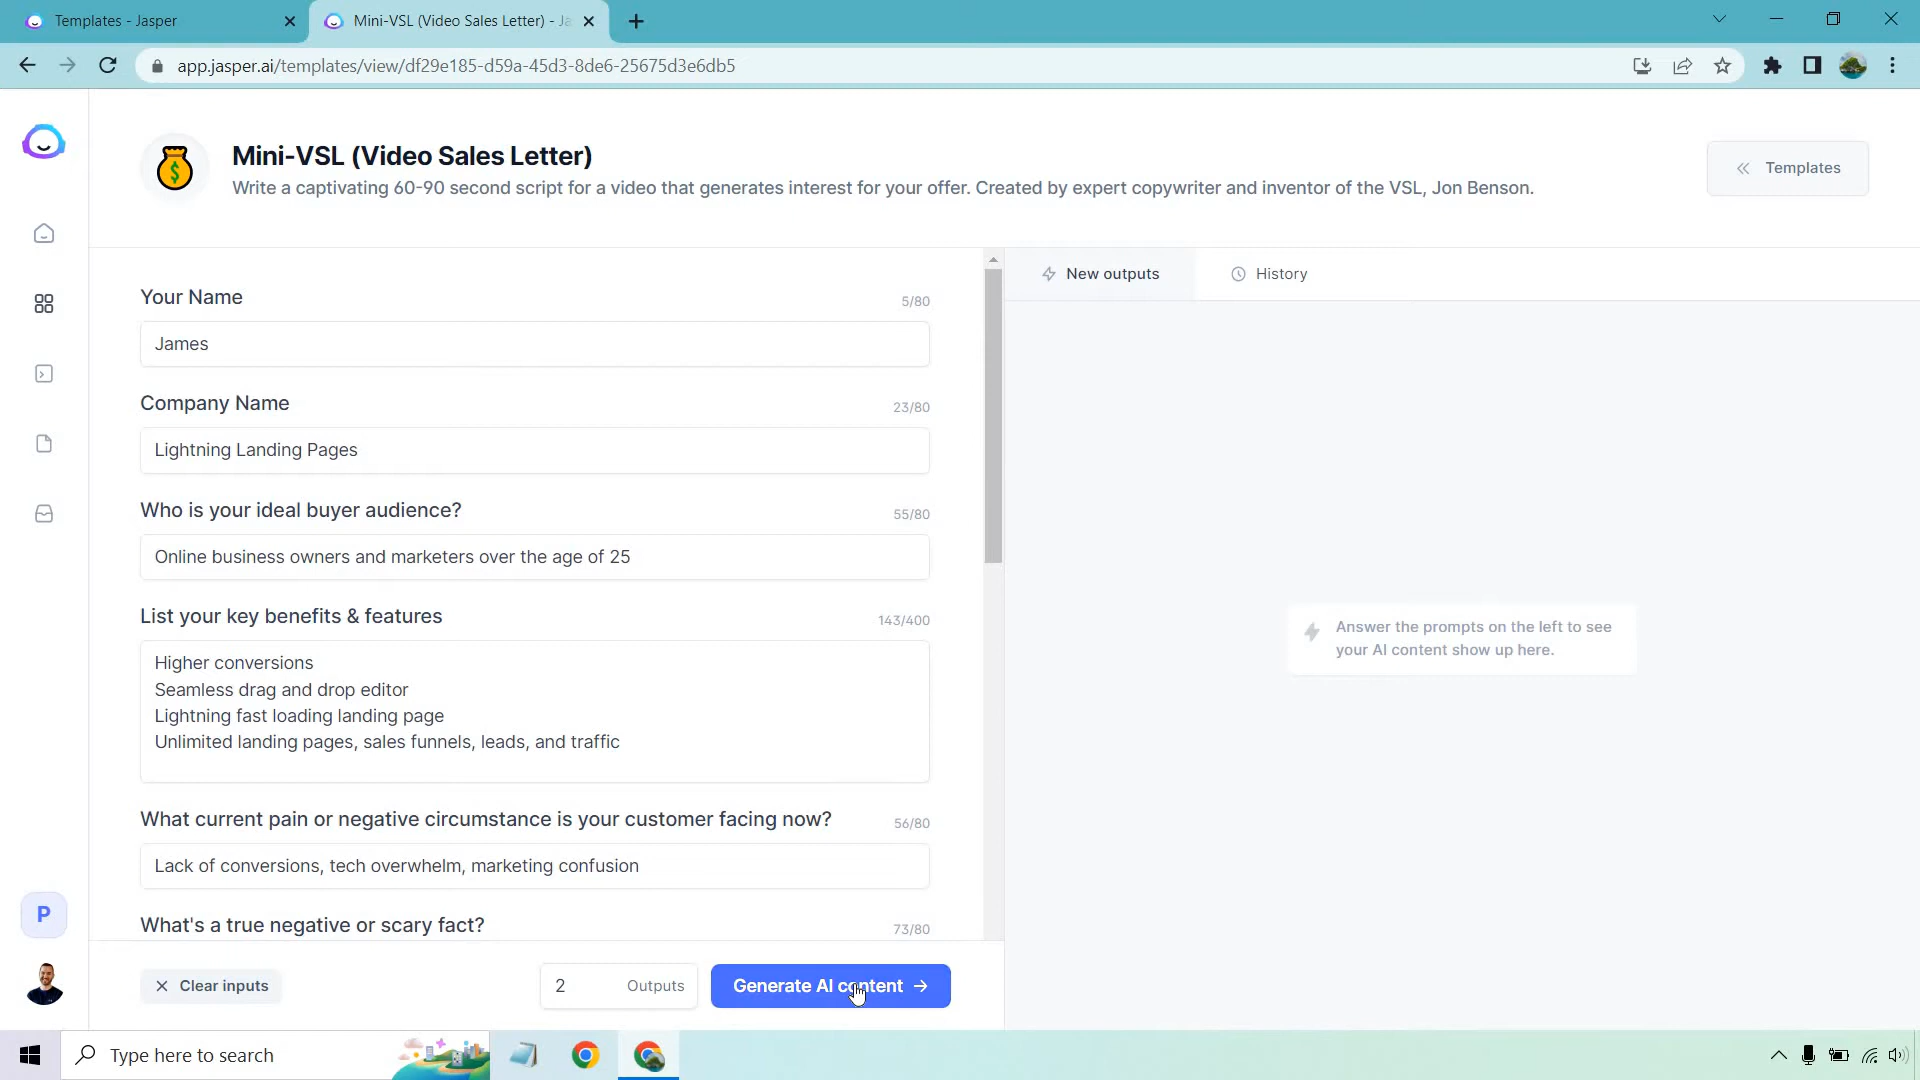 Templates - Jasper
Mini-VSL (Video Sales Letter) - Ja
app.jasper.ai/templates/view/df29e185-d59a-45d3-8de6-25675d3e6db5
Mini-VSL (Video Sales Letter)
Write a captivating 60-90 second script for a video that generates interest for your offer. Created by expert copywriter and inventor of the VSL, Jon Benson.
Templates
New outputs
History
Your Name
5/80
James
Company Name
23/80
Lightning Landing Pages
Who is your ideal buyer audience?
55/80
Online business owners and marketers over the age of 25
List your key benefits & features
143/400
Higher conversions
Seamless drag and drop editor
Lightning fast loading landing page
Unlimited landing pages, sales funnels, leads, and traffic
What current pain or negative circumstance is your customer facing now?
56/80
Lack of conversions, tech overwhelm, marketing confusion
What's a true negative or scary fact?
73/80
Answer the prompts on the left to see
your AI content show up here.
P
Clear inputs
2 Outputs
Generate AI content
Type here to search